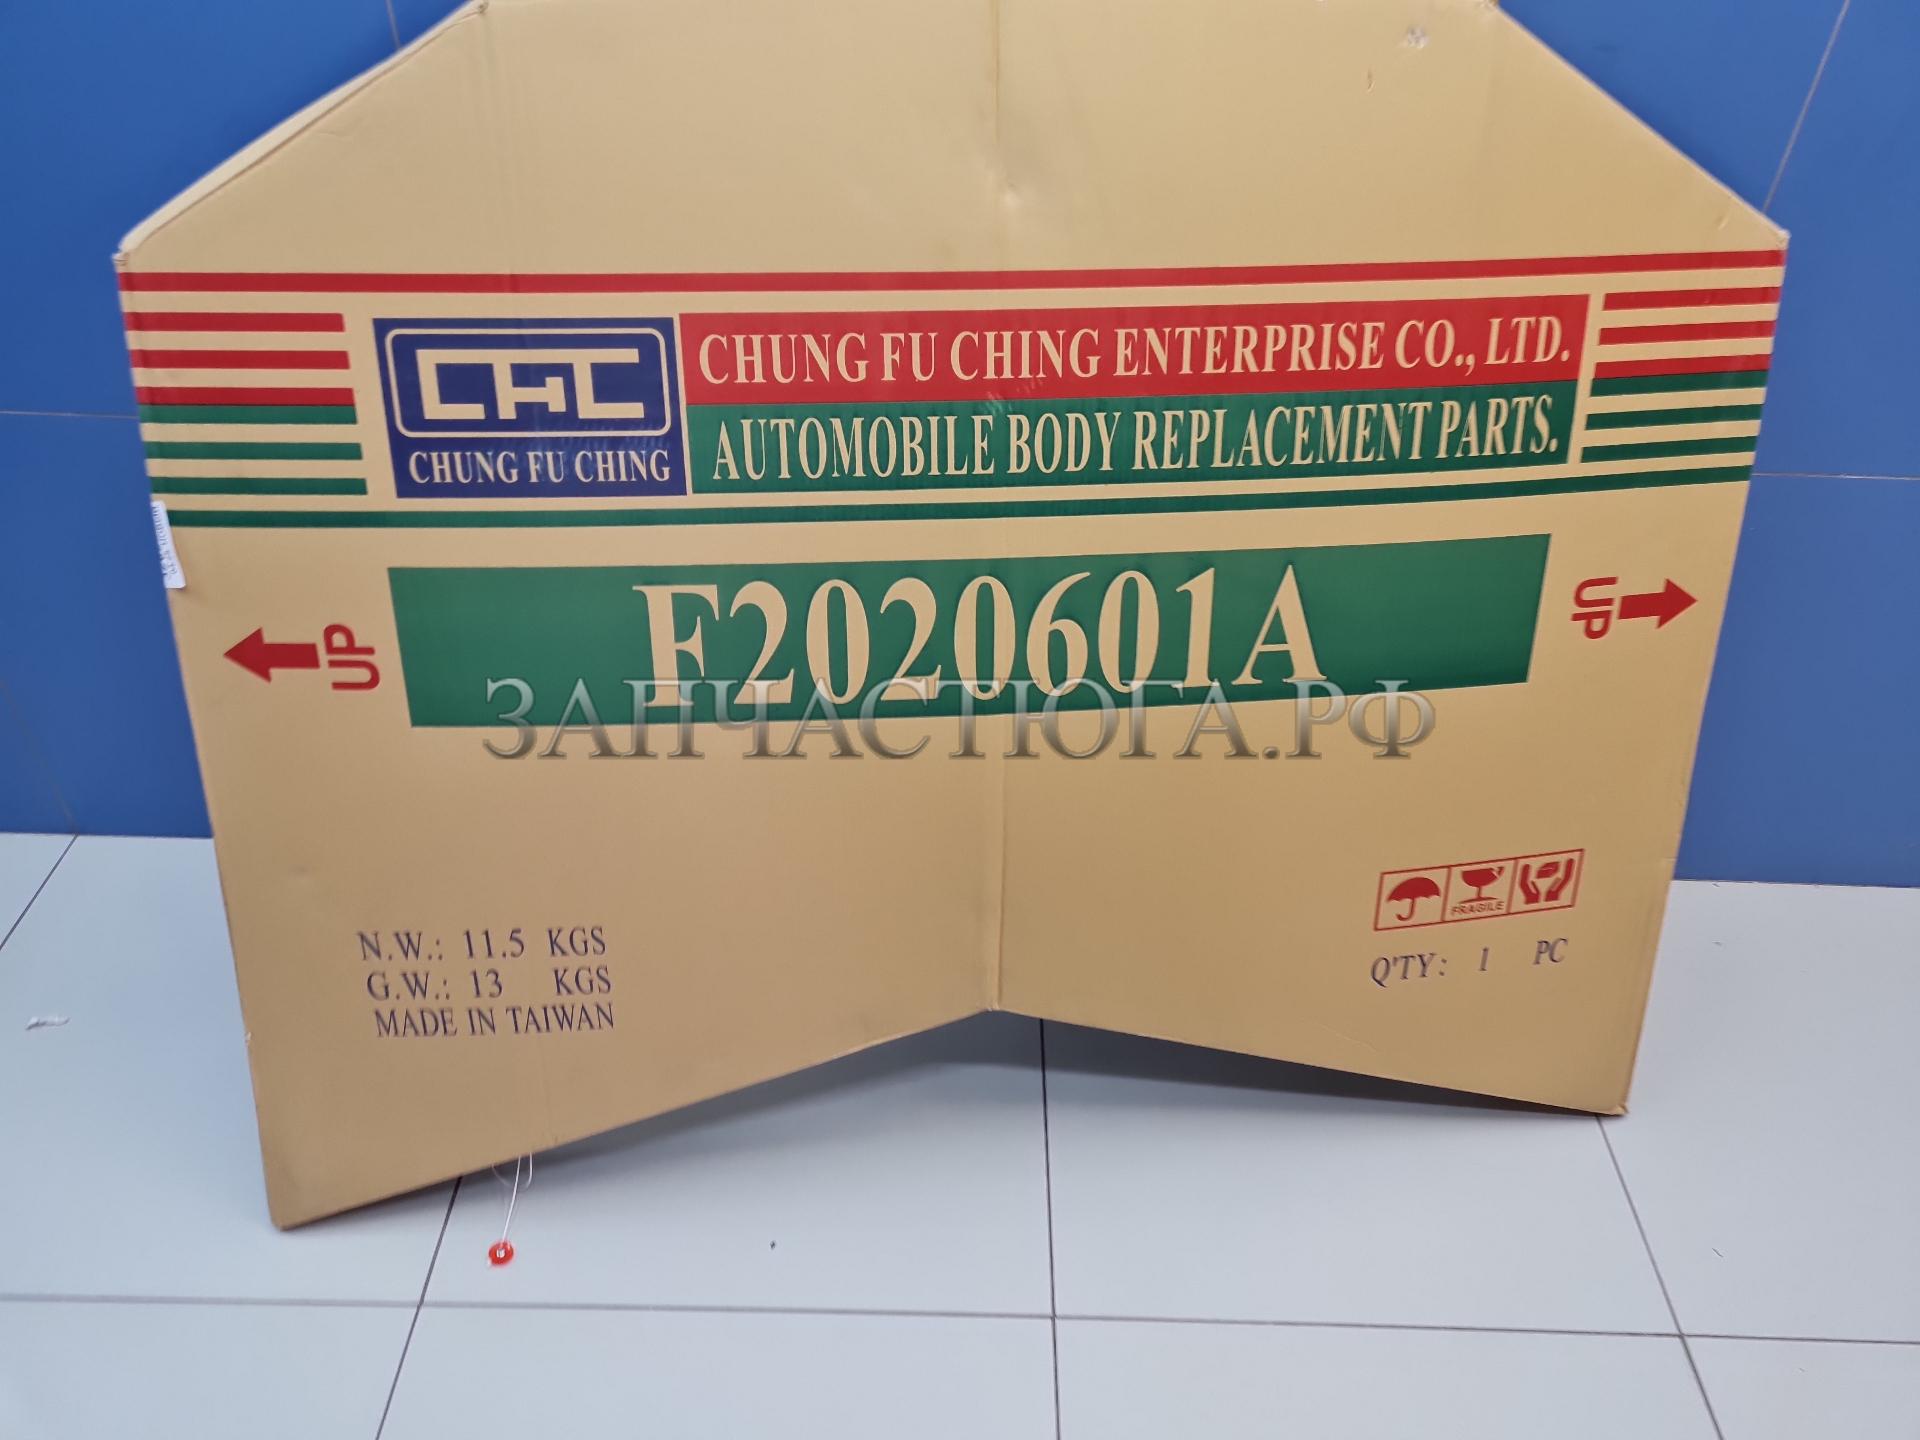 CHUNG FU CHING ENTERPRISE CO., LTD.
CFC
AUTOMOBILE BODY REPLACEMENT PARTS.
CHUNG FU CHING
F2020601A
UP
UP
ЗАПЧАСТЮГА.РФ
FRAGILE
N.W.: 11.5 KGS
Q'TY: 1 PC
G.W.: 13 KGS
MADE IN TAIWAN